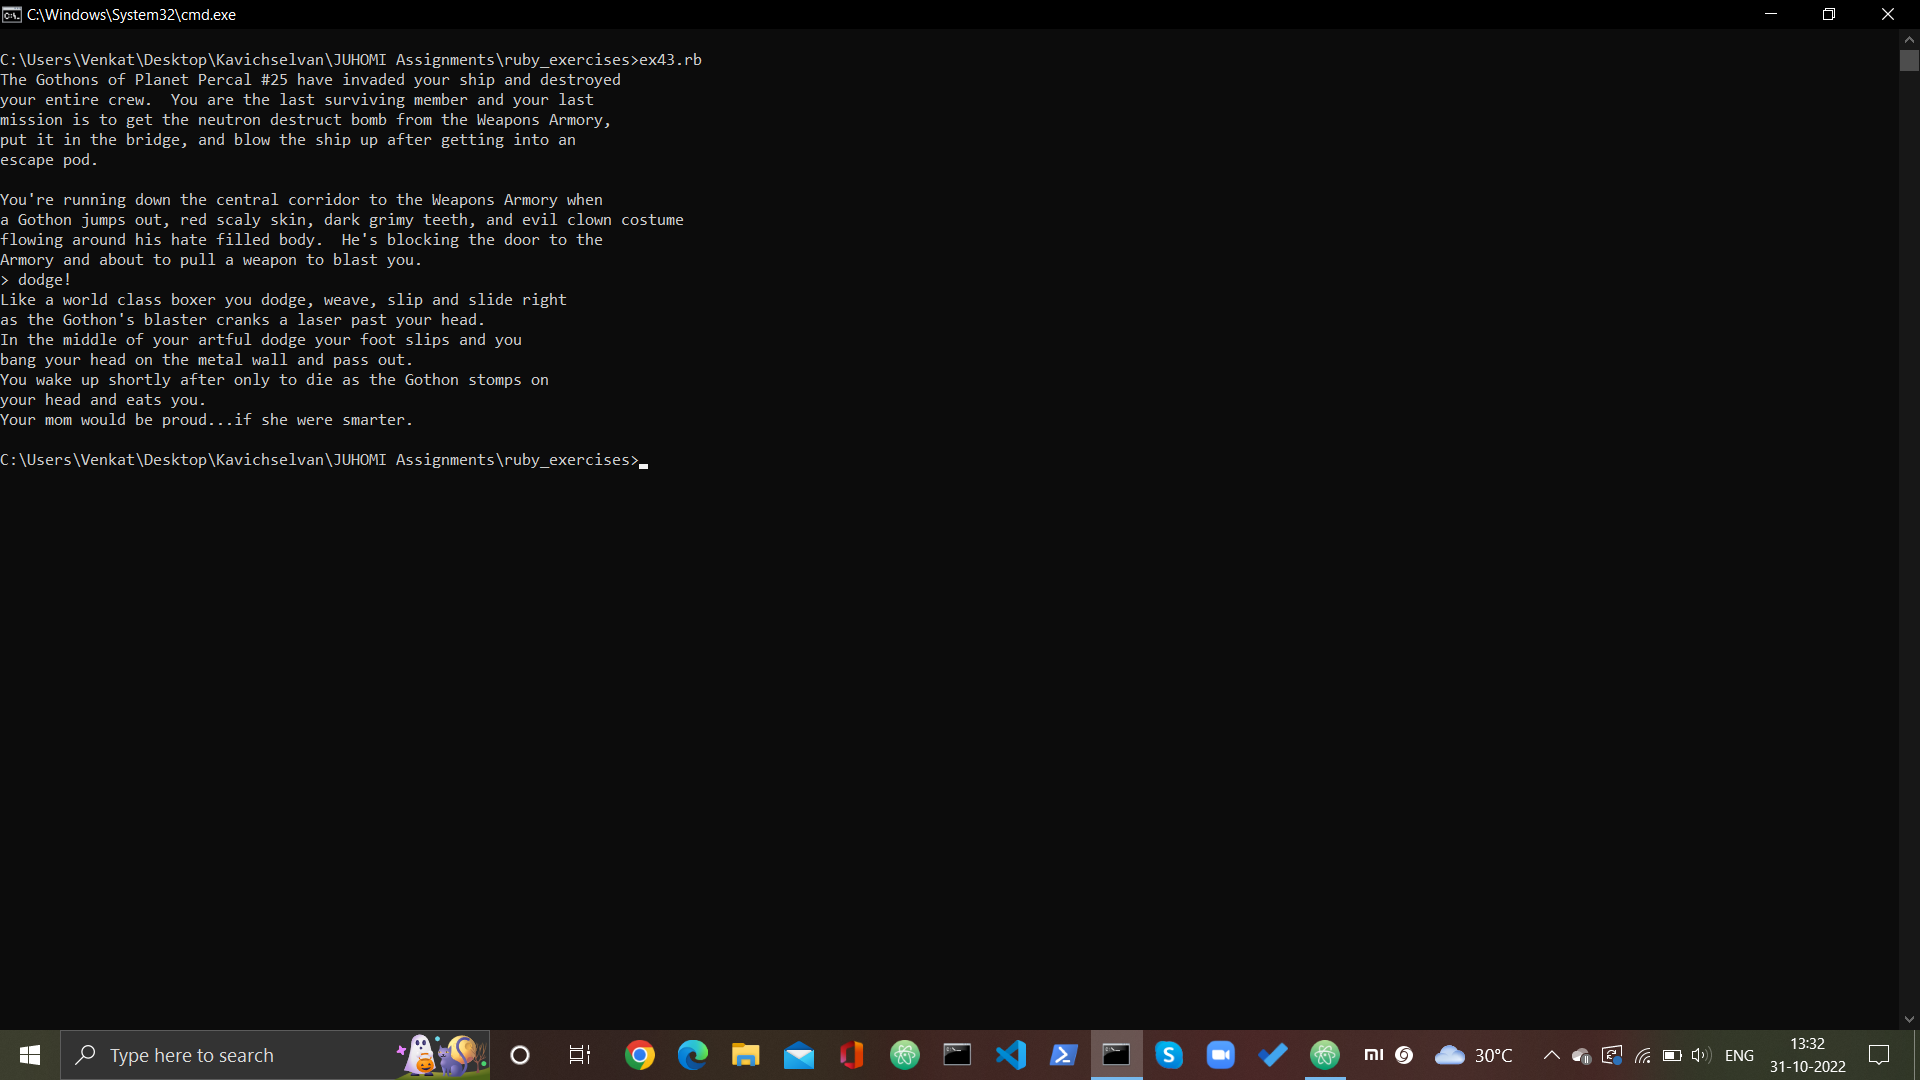 C:\Windows\System32\cmd.exe
C:\Users\Venkat\Desktop\Kavichselvan\JUHOMI Assignments\ruby_exercises>ex43.rb
The Gothons of Planet Percal #25 have invaded your ship and destroyed
your entire crew.  You are the last surviving member and your last
mission is to get the neutron destruct bomb from the Weapons Armory,
put it in the bridge, and blow the ship up after getting into an
escape pod.
You're running down the central corridor to the Weapons Armory when
a Gothon jumps out, red scaly skin, dark grimy teeth, and evil clown costume
flowing around his hate filled body.  He's blocking the door to the
Armory and about to pull a weapon to blast you.
> dodge!
Like a world class boxer you dodge, weave, slip and slide right
as the Gothon's blaster cranks a laser past your head.
In the middle of your artful dodge your foot slips and you
bang your head on the metal wall and pass out.
You wake up shortly after only to die as the Gothon stomps on
your head and eats you.
Your mom would be proud...if she were smarter.
C:\Users\Venkat\Desktop\Kavichselvan\JUHOMI Assignments\ruby_exercises>
Type here to search
30°C
ENG
13:32
31-10-2022